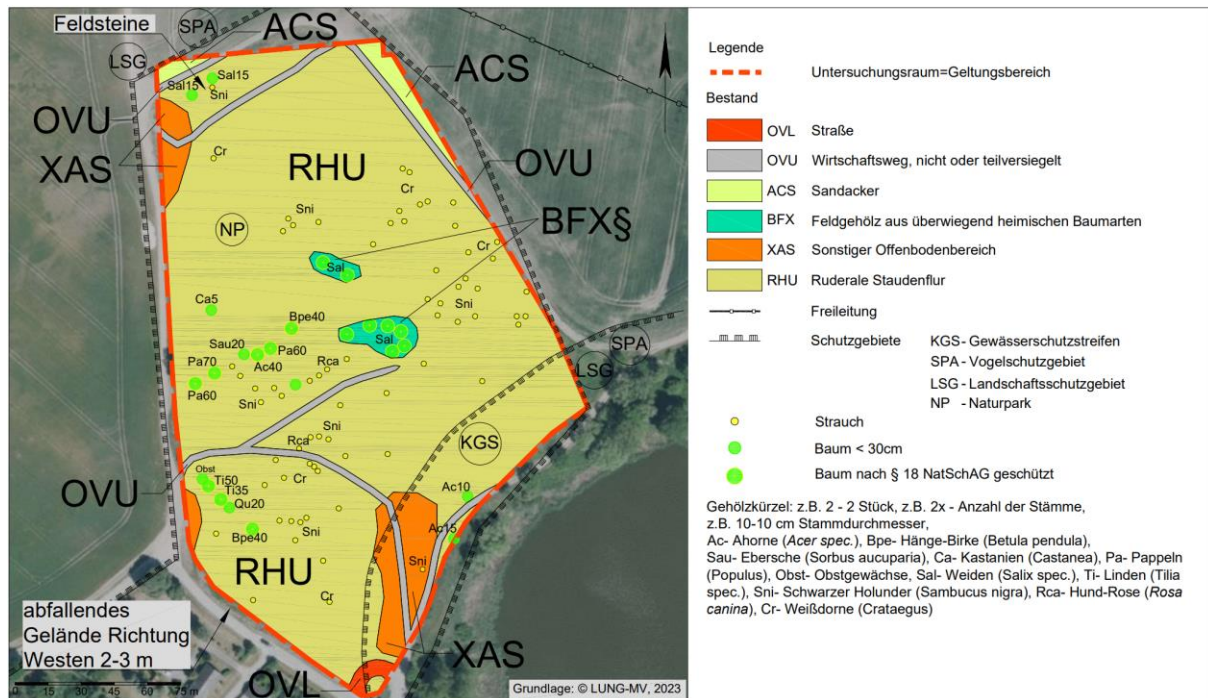 Feldsteine
SPA
ACS
LSG
Sal15
Sal15
Sni
ACS
OVU
XAS
Cr
RHU
OVU
Cr
Sni
NP
BFX§
Cr
Sal
Sni
Ca5
Bpe40
Sal
Sau20
Pa60
Ac40
Rca
Pa70
Pa60
Sni
SPA
LSG
Sni
Rca
KGS
OVU
Obst
Ti50
Ti35
Qu20
Cr
Ac10
Bpe40
Sni
Ac15
Sni
RHU
Cr
abfallendes
Gelände Richtung
Westen 2-3 m
XAS
OVL
0 15 30 45 60 75 m
Grundlage: © LUNG-MV, 2023
Legende
Untersuchungsraum=Geltungsbereich
Bestand
OVL Straße
OVU Wirtschaftsweg, nicht oder teilversiegelt
ACS Sandacker
BFX Feldgehölz aus überwiegend heimischen Baumarten
XAS Sonstiger Offenbodenbereich
RHU Ruderale Staudenflur
Freileitung
Schutzgebiete KGS- Gewässerschutzstreifen
SPA- Vogelschutzgebiet
LSG- Landschaftsschutzgebiet
NP - Naturpark
Strauch
Baum < 30cm
Baum nach § 18 NatSchAG geschützt
Gehölzkürzel: z.B. 2 - 2 Stück, z.B. 2x - Anzahl der Stämme,
z.B. 10-10 cm Stammdurchmesser,
Ac- Ahorne (Acer spec.), Bpe- Hänge-Birke (Betula pendula),
Sau- Ebersche (Sorbus aucuparia), Ca- Kastanien (Castanea), Pa- Pappeln
(Populus), Obst- Obstgewächse, Sal- Weiden (Salix spec.), Ti- Linden (Tilia
spec.), Sni- Schwarzer Holunder (Sambucus nigra), Rca- Hund-Rose (Rosa
canina), Cr- Weißdorne (Crataegus)